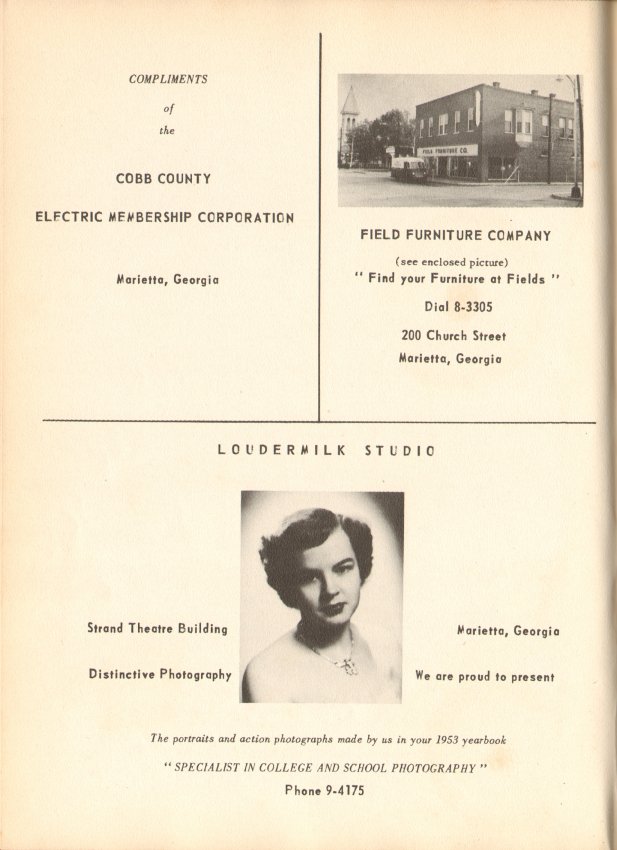 COMPLIMENTS
of
the
COBB COUNTY
ELECTRIC MEMBERSHIP CORPORATION
Marietta, Georgia
FIELD FURNITURE CO.
FIELD FURNITURE COMPANY
(see enclosed picture)
" Find your Furniture at Fields "
Dial 8-3305
200 Church Street
Marietta, Georgia
LOUDERMILK STUDIO
Strand Theatre Building
Marietta, Georgia
Distinctive Photography
We are proud to present
The portraits and action photographs made by us in your 1953 yearbook
" SPECIALIST IN COLLEGE AND SCHOOL PHOTOGRAPHY "
Phone 9-4175